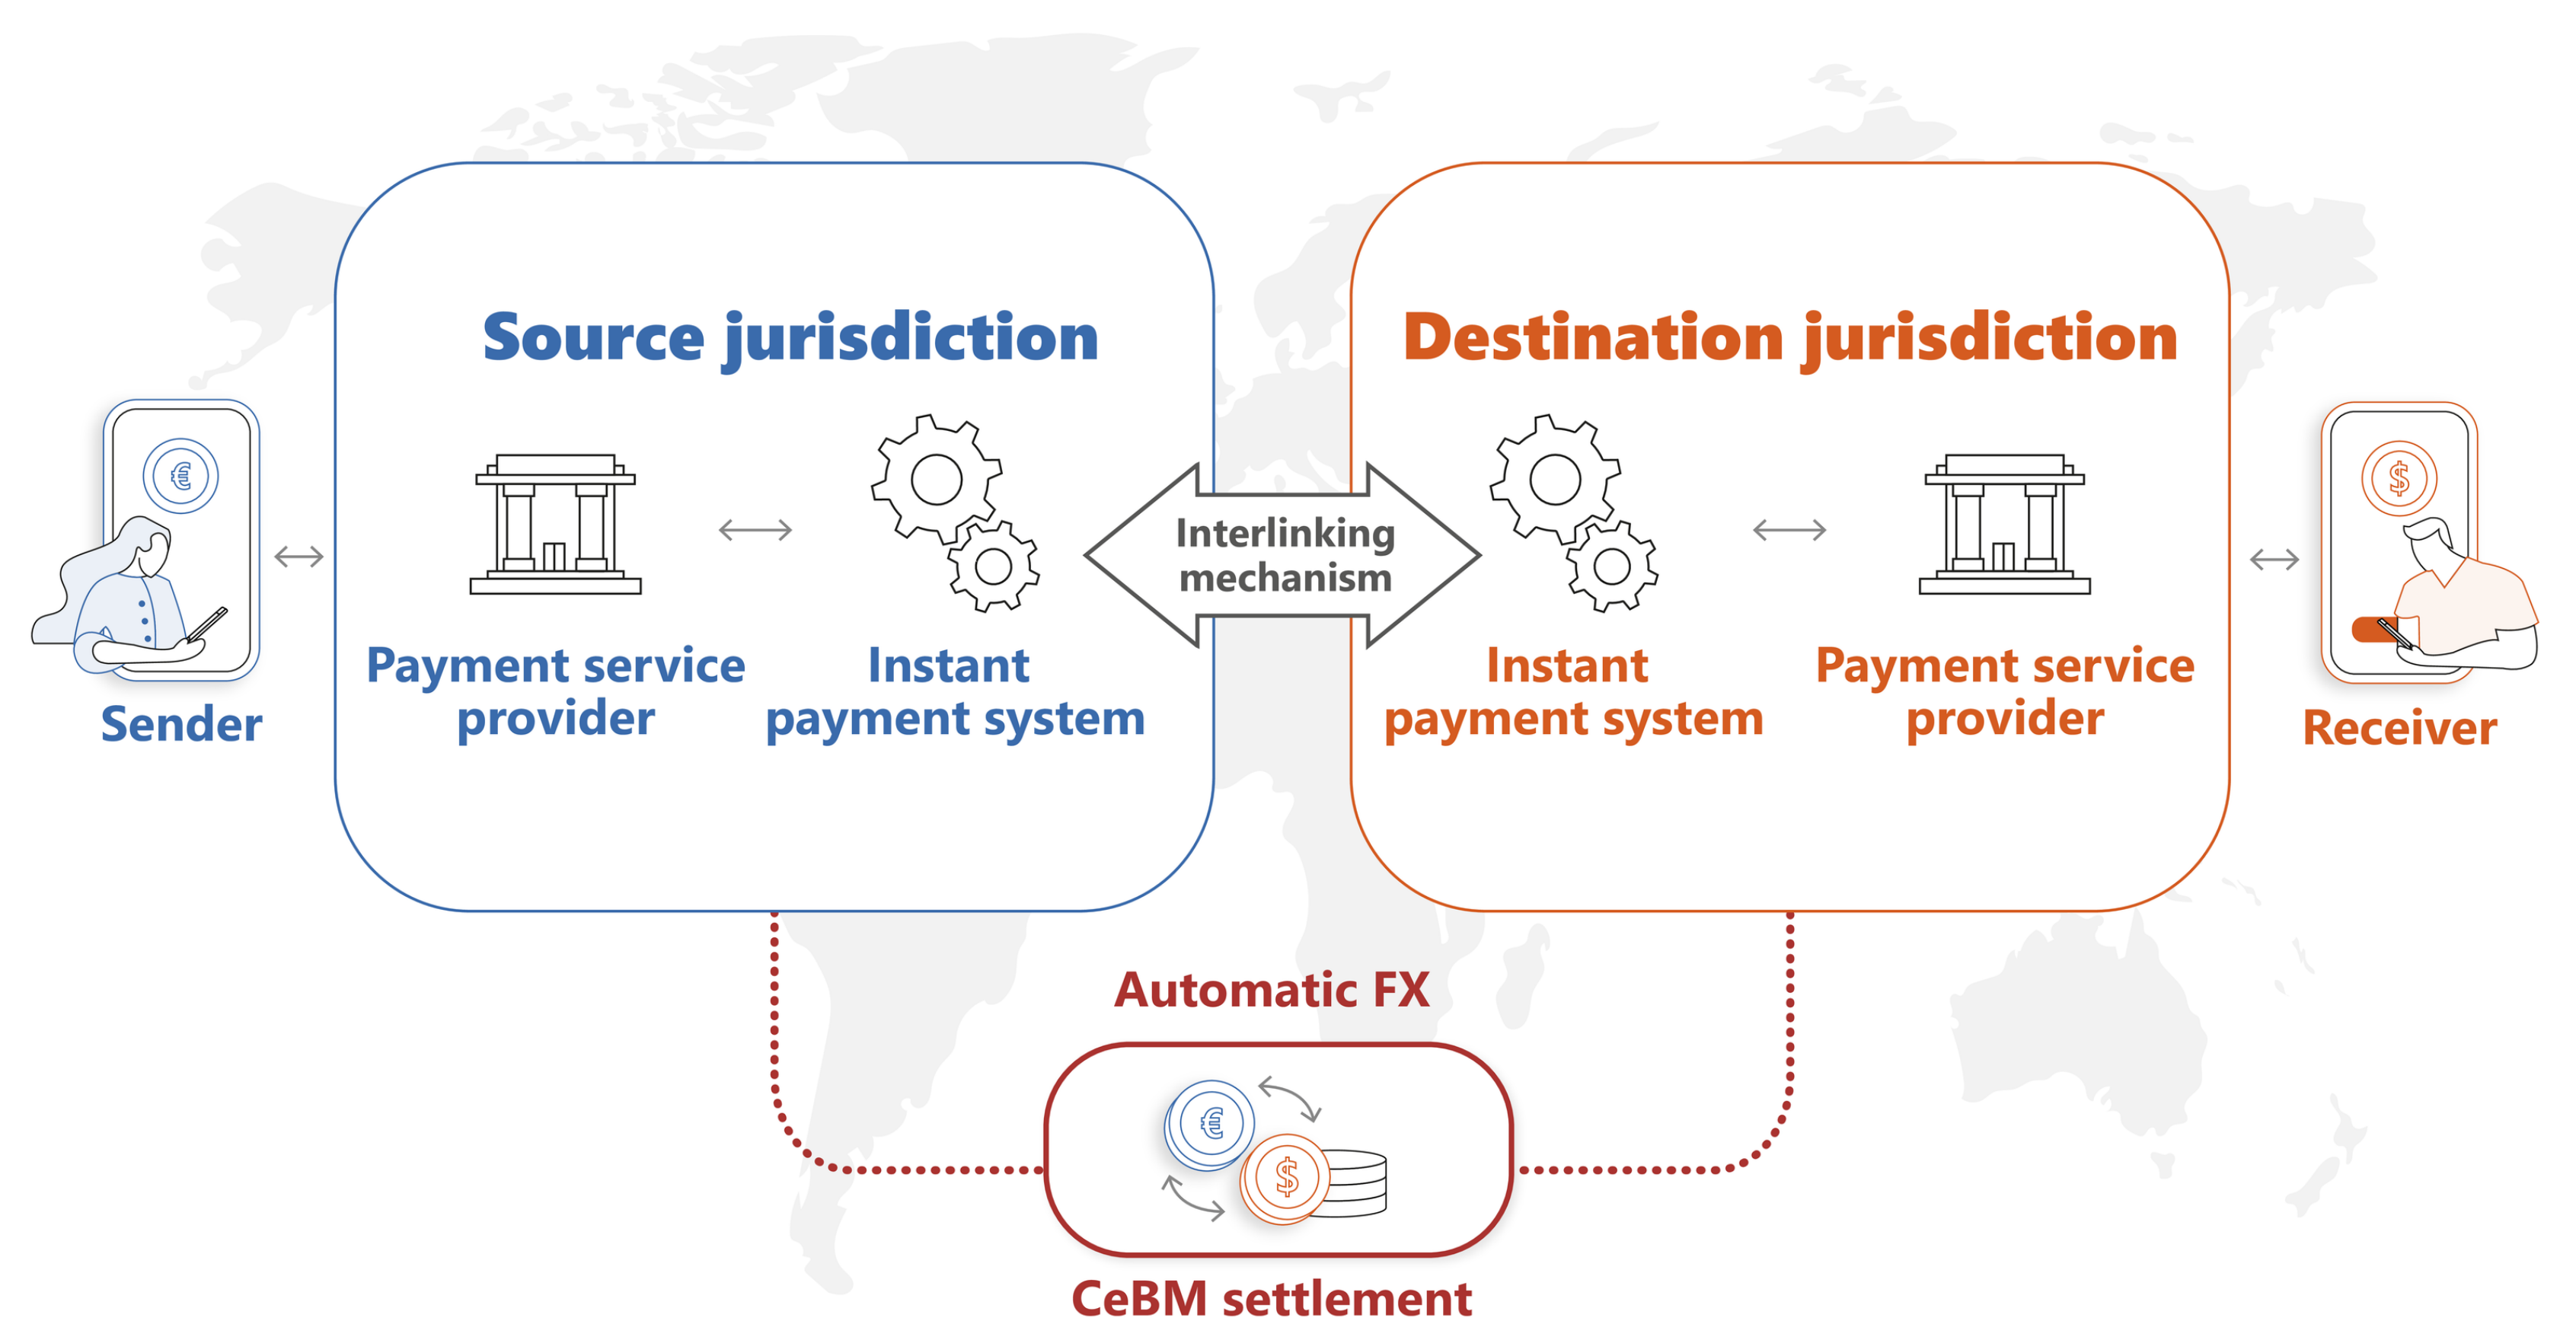 Source jurisdiction
Destination jurisdiction
€
$
Interlinking
mechanism
Payment service
provider
Instant
payment system
Instant
payment system
Payment service
provider
Sender
Receiver
Automatic FX
€
$
CeBM settlement